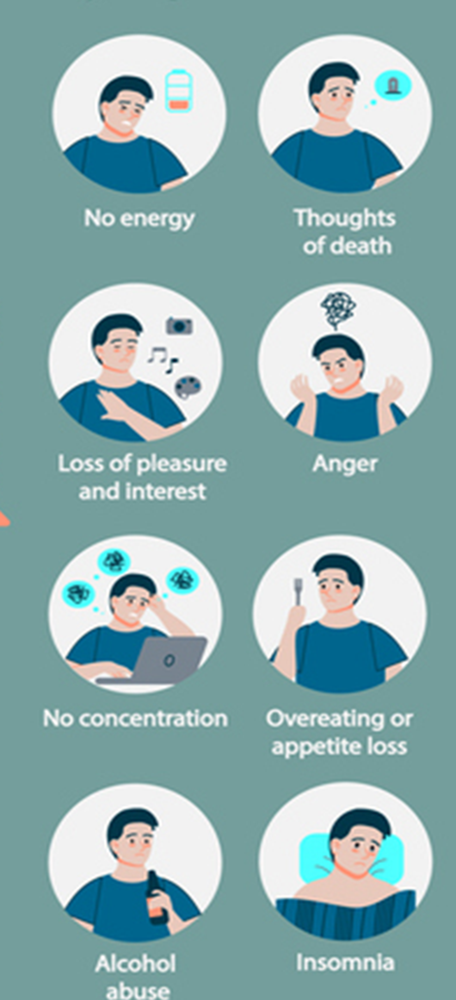 No energy
Thoughts
of death
Loss of pleasure
and interest
Anger
No concentration
Overeating or
appetite loss
Alcohol
abuse
Insomnia